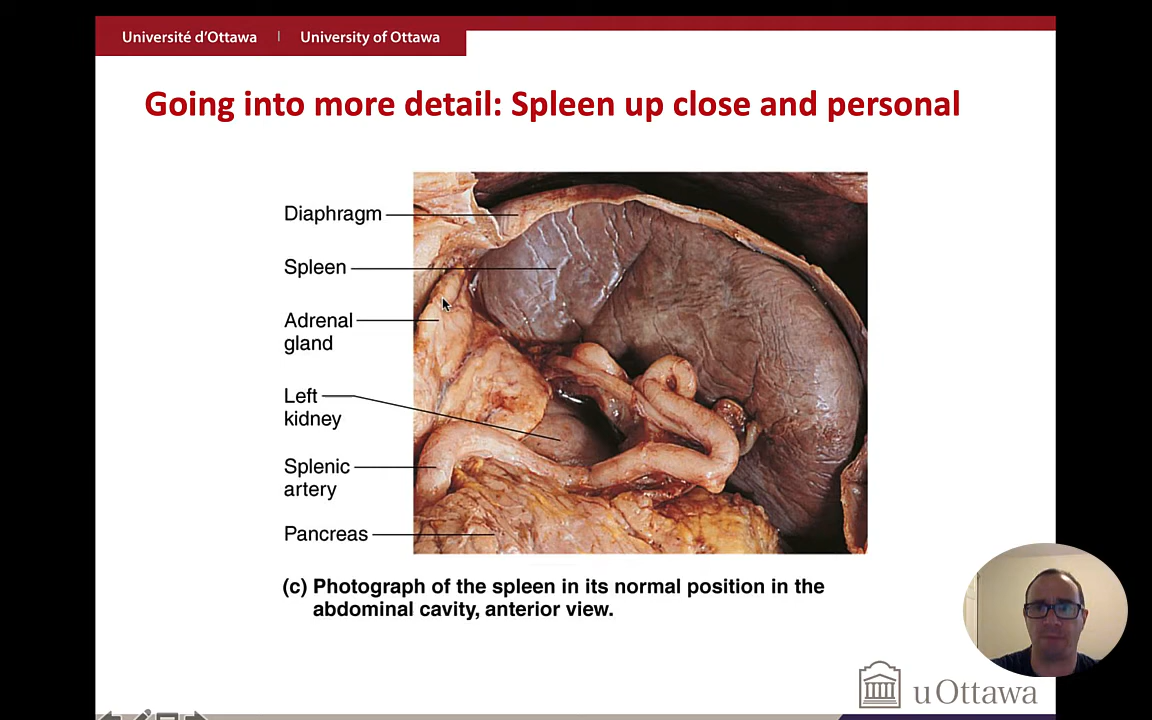 Université d'Ottawa | University of Ottawa
Going into more detail: Spleen up close and personal
Diaphragm
Spleen
Adrenal
gland
Left
kidney
Splenic
artery
Pancreas
(c) Photograph of the spleen in its normal position in the
abdominal cavity, anterior view.
uOttawa